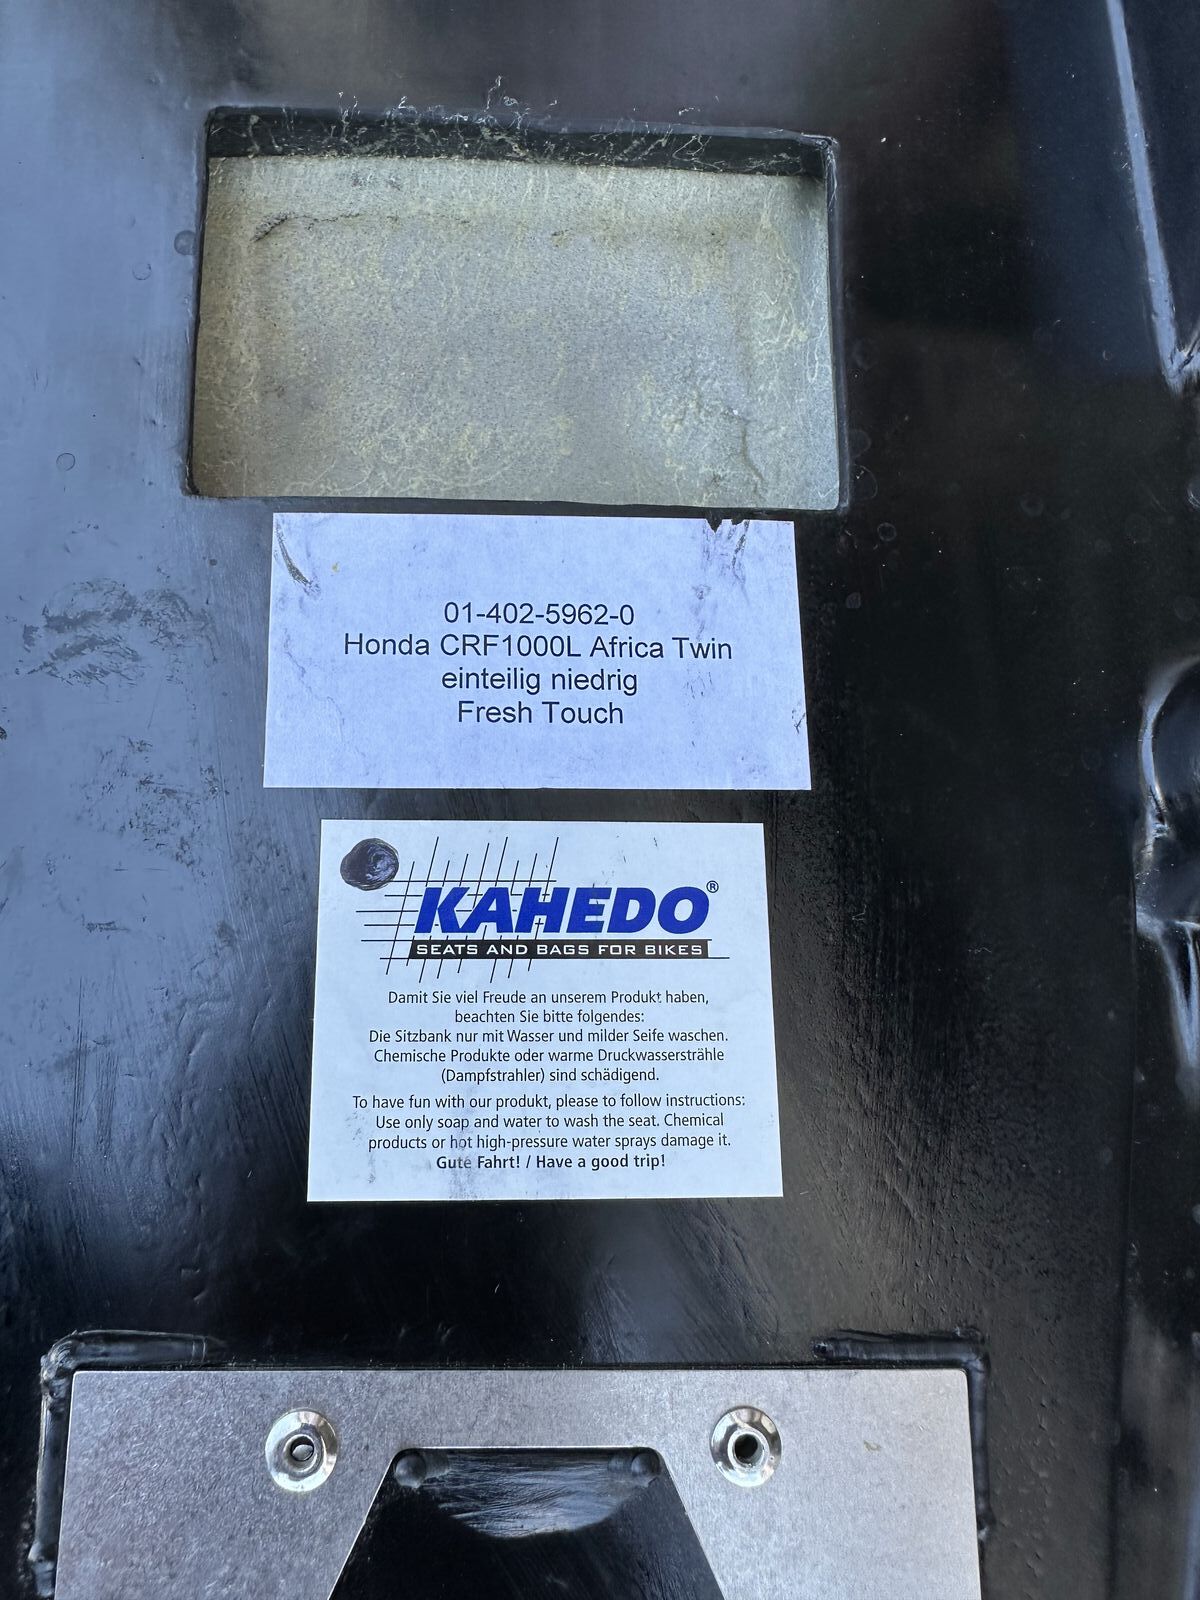 01-402-5962-0
Honda CRF1000L Africa Twin
einteilig niedrig
Fresh Touch
KAHEDO®
SEATS AND BAGS FOR BIKES
Damit Sie viel Freude an unserem Produkt haben,
beachten Sie bitte folgendes:
Die Sitzbank nur mit Wasser und milder Seife waschen.
Chemische Produkte oder warme Druckwassersträhle
(Dampfstrahler) sind schädigend.
To have fun with our produkt, please to follow instructions:
Use only soap and water to wash the seat. Chemical
products or hot high-pressure water sprays damage it.
Gute Fahrt! / Have a good trip!